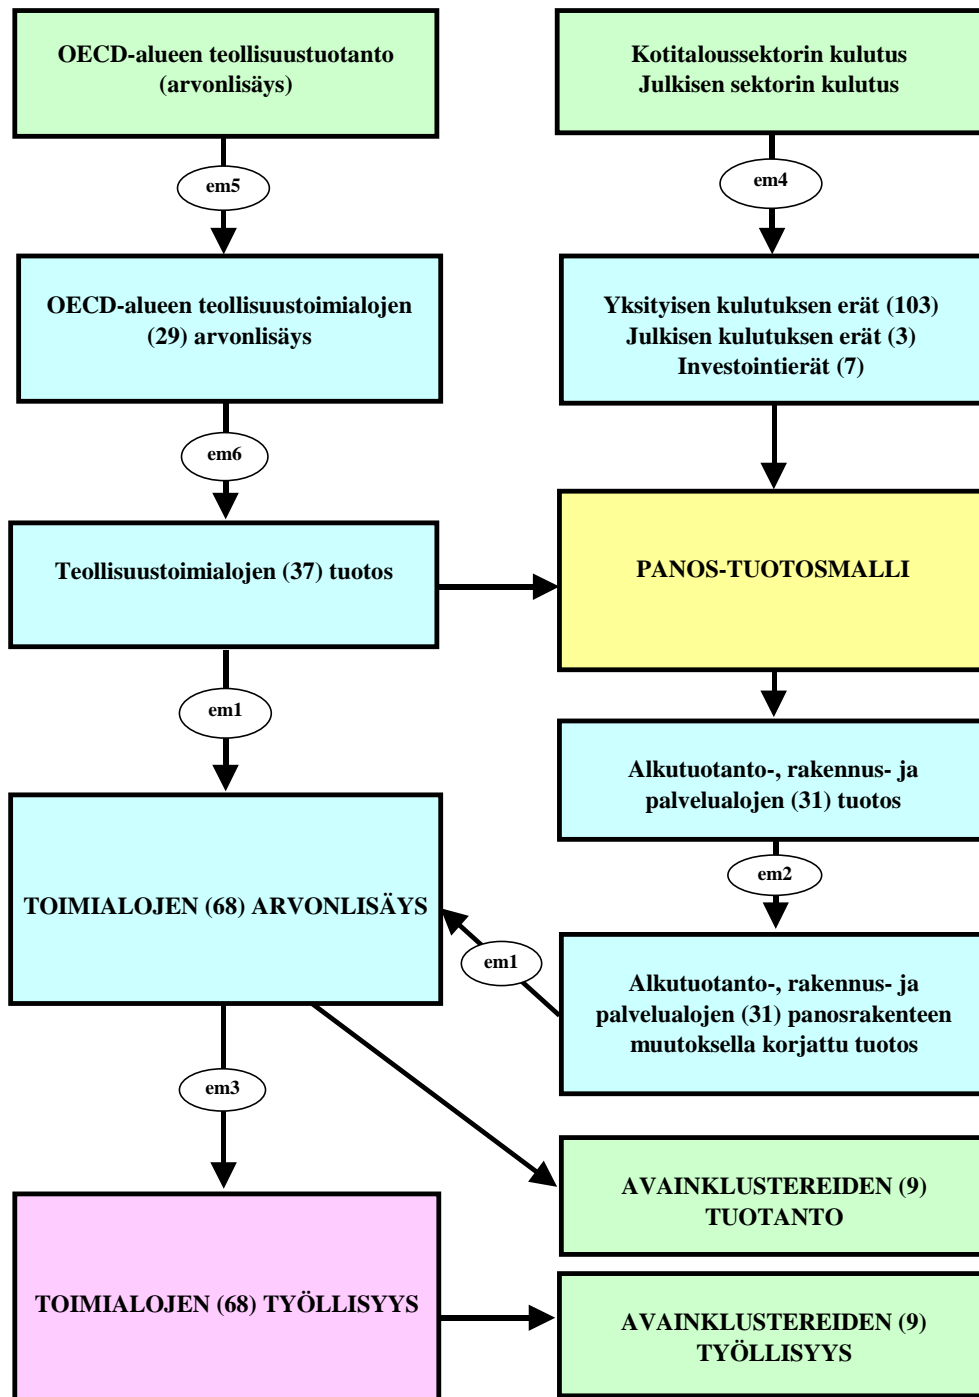 OECD-alueen teollisuustuotanto
(arvonlisäys)
Kotitaloussektorin kulutus
Julkisen sektorin kulutus
em5
em4
OECD-alueen teollisuustoimialojen
(29) arvonlisäys
Yksityisen kulutuksen erät (103)
Julkisen kulutuksen erät (3)
Investointierät (7)
em6
Teollisuustoimialojen (37) tuotos
PANOS-TUOTOSMALLI
em1
Alkutuotanto-, rakennus- ja
palvelualojen (31) tuotos
em2
TOIMIALOJEN (68) ARVONLISÄYS
em1
Alkutuotanto-, rakennus- ja
palvelualojen (31) panosrakenteen
muutoksella korjattu tuotos
em3
AVAINKLUSTEREIDEN (9)
TUOTANTO
TOIMIALOJEN (68) TYÖLLISYYS
AVAINKLUSTEREIDEN (9)
TYÖLLISYYS